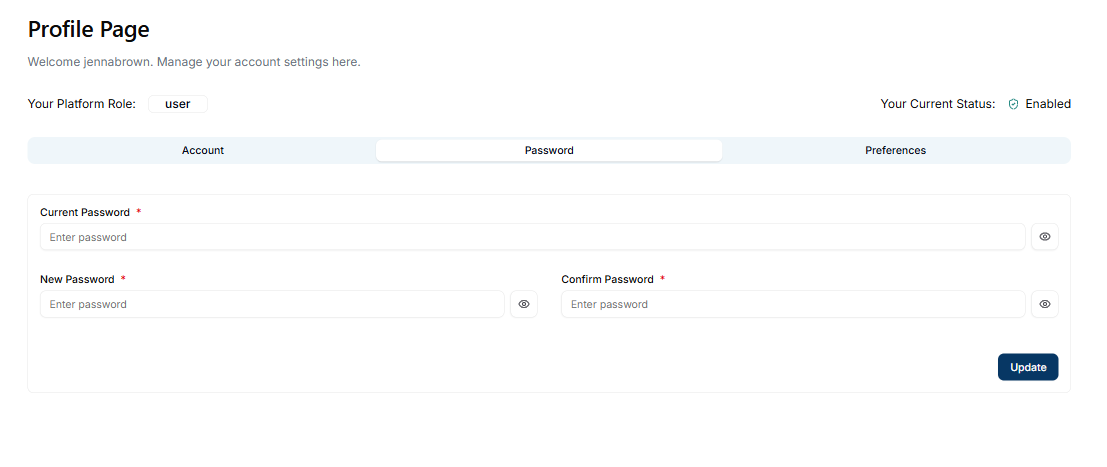 Profile Page
Welcome jennabrown. Manage your account settings here.
Your Platform Role: user Your Current Status: Enabled
Account Password Preferences
Current Password *
Enter password
New Password * Confirm Password *
Enter password Enter password
Update